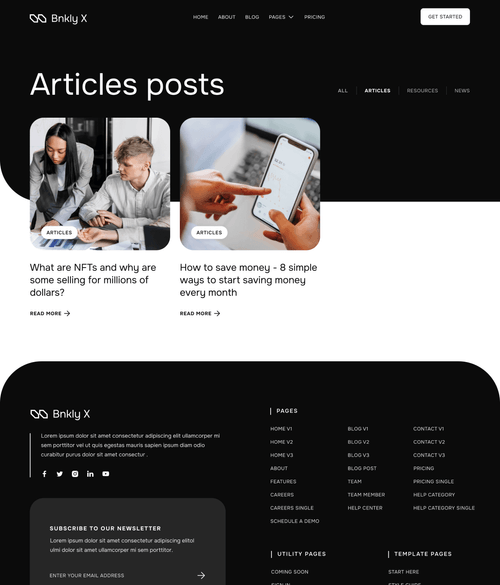 Bnkly X
HOME ABOUT BLOG PAGES PRICING
GET STARTED
Articles posts
ALL ARTICLES RESOURCES NEWS
ARTICLES
ARTICLES
What are NFTs and why are
some selling for millions of
dollars?
READ MORE
How to save money - 8 simple
ways to start saving money
every month
READ MORE
Bnkly X
Lorem ipsum dolor sit amet consectetur adipiscing elit ullamcorper mi
sem porttitor vel ut quis egestas mauris sapien ipsum diam odio
curabitur purus dolor sit amet consectur .
SUBSCRIBE TO OUR NEWSLETTER
Lorem ipsum dolor sit amet consectetur adipiscing elitol
ulmi dolor sit amet ullamcorper mi sem porttitor.
ENTER YOUR EMAIL ADDRESS
PAGES
HOME V1
HOME V2
HOME V3
ABOUT
FEATURES
CAREERS
CAREERS SINGLE
SCHEDULE A DEMO
BLOG V1
BLOG V2
BLOG V3
BLOG POST
TEAM
TEAM MEMBER
HELP CENTER
CONTACT V1
CONTACT V2
CONTACT V3
PRICING
PRICING SINGLE
HELP CATEGORY
HELP CATEGORY SINGLE
UTILITY PAGES
COMING SOON
TEMPLATE PAGES
START HERE